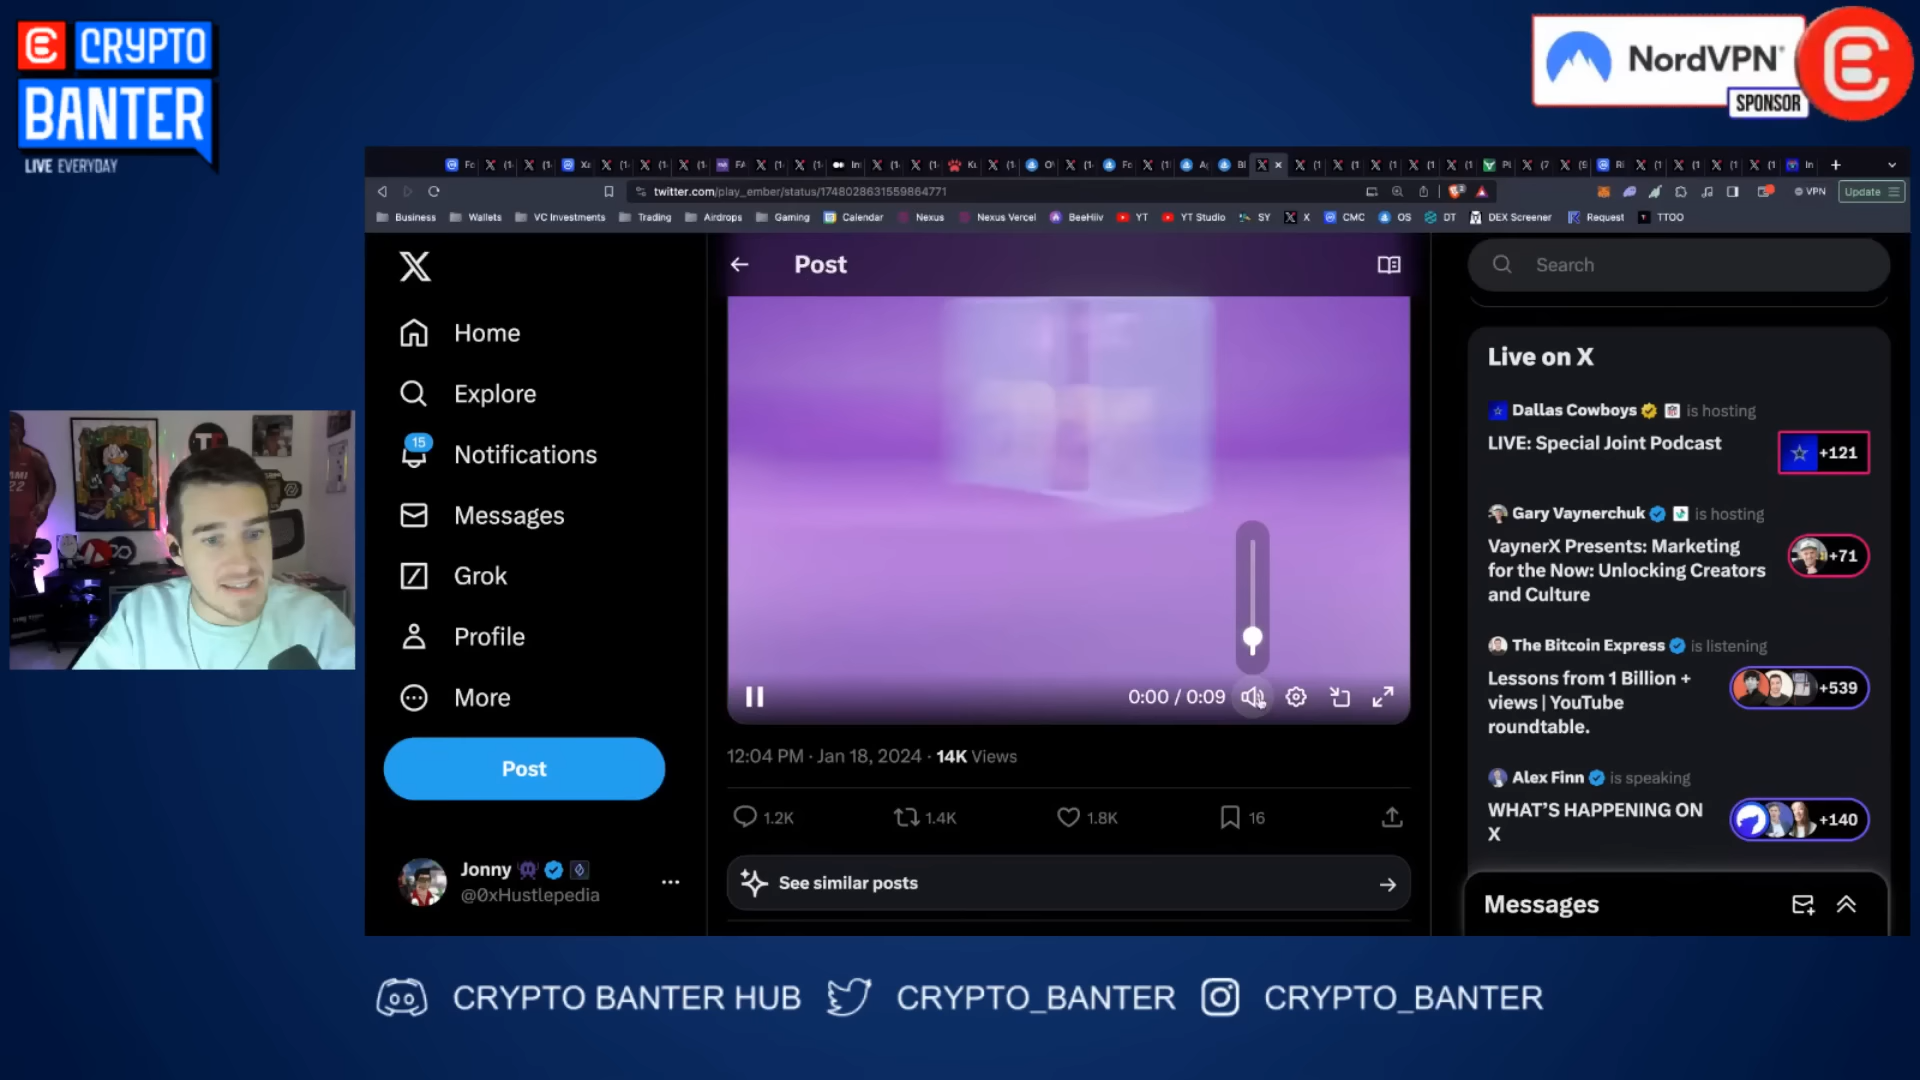 CRYPTO
BANTER
LIVE EVERYDAY
NordVPN
SPONSOR
twitter.com/play_ember/status/1748028631559864771
VPN
Update
Business
Wallets
VC Investments
Trading
Airdrops
Gaming
Calendar
Nexus
Nexus Vercel
BeeHiiv
YT
YT Studio
SY
X
CMC
OS
DT
DEX Screener
Request
TTOO
Home
Explore
15
Notifications
Messages
Grok
Profile
More
Post
Jonny
@0xHustlepedia
Post
0:00 / 0:09
12:04 PM · Jan 18, 2024 · 14K Views
1.2K
1.4K
1.8K
16
See similar posts
Search
Live on X
Dallas Cowboys is hosting
LIVE: Special Joint Podcast
+121
Gary Vaynerchuk is hosting
VaynerX Presents: Marketing
for the Now: Unlocking Creators
and Culture
+71
The Bitcoin Express is listening
Lessons from 1 Billion +
views | YouTube
roundtable.
+539
Alex Finn is speaking
WHAT'S HAPPENING ON
X
+140
Messages
CRYPTO BANTER HUB
CRYPTO_BANTER
CRYPTO_BANTER